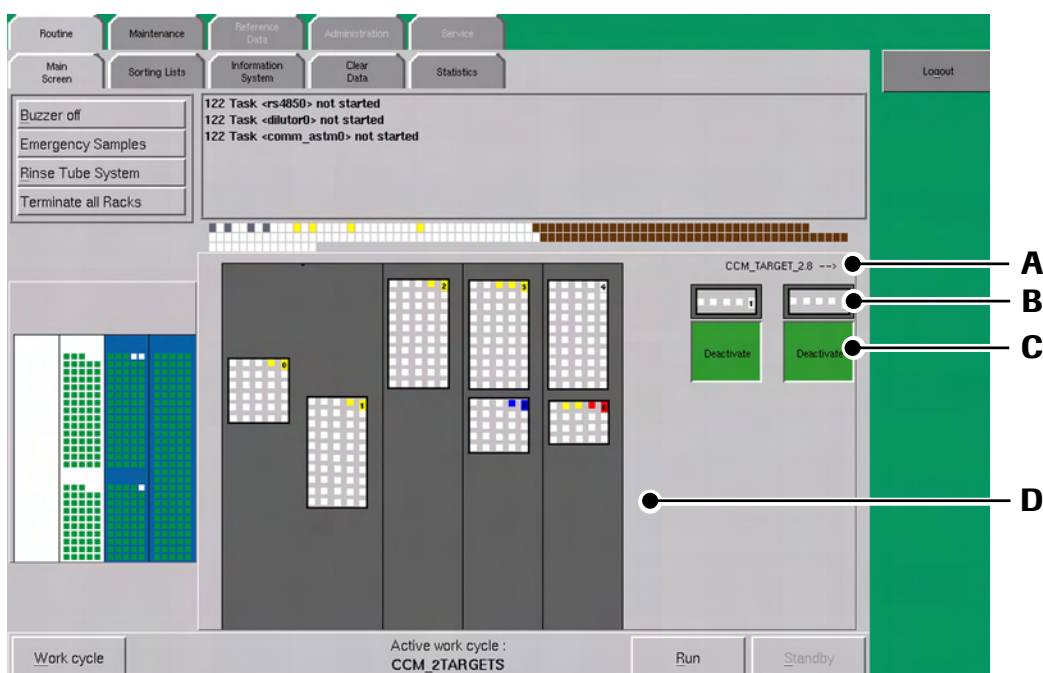 Routine
Maintenance
Reference
Data
Administration
Service
Main
Screen
Sorting Lists
Information
System
Clear
Data
Statistics
Logout
Buzzer off
Emergency Samples
Rinse Tube System
Terminate all Racks
122 Task <rs4850> not started
122 Task <dilutor0> not started
122 Task <comm_astm0> not started
CCM_TARGET_2.8 -->
A
B
C
D
2
3
4
0
1
1
Deactivate
Deactivate
Work cycle
Active work cycle :
CCM_2TARGETS
Run
Standby